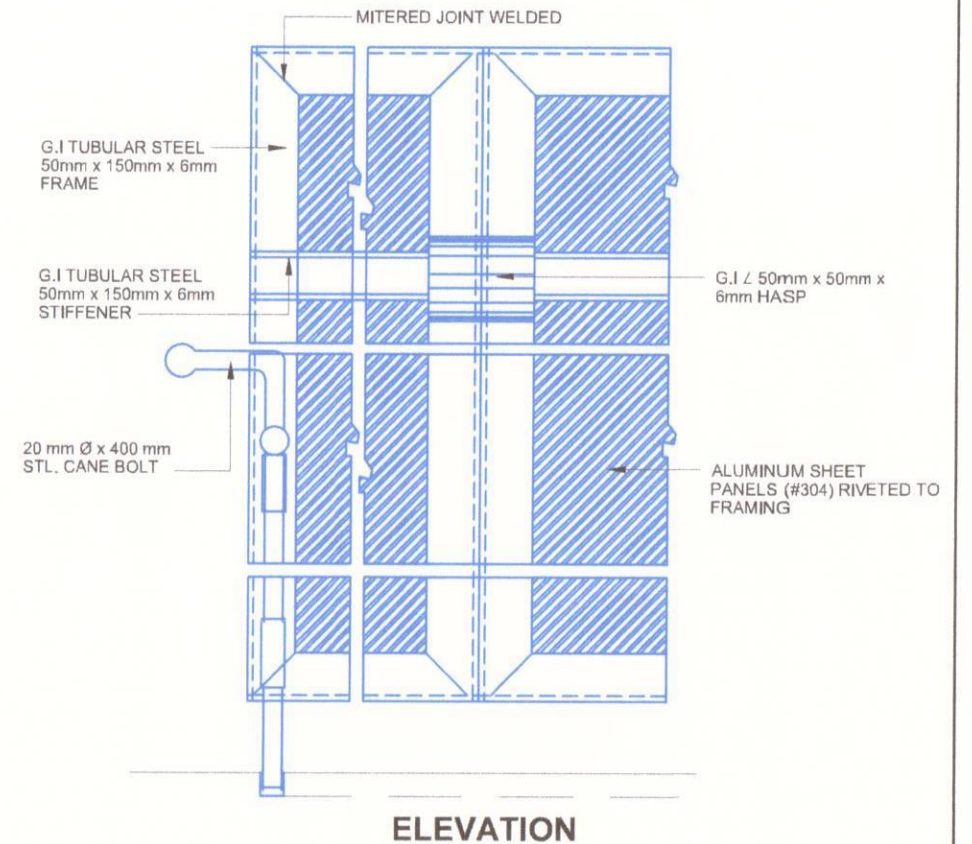 MITERED JOINT WELDED
G.I TUBULAR STEEL
50mm x 150mm x 6mm
FRAME
G.I TUBULAR STEEL
50mm x 150mm x 6mm
STIFFENER
G.I ∠ 50mm x 50mm x
6mm HASP
20 mm Ø x 400 mm
STL. CANE BOLT
ALUMINUM SHEET
PANELS (#304) RIVETED TO
FRAMING
ELEVATION